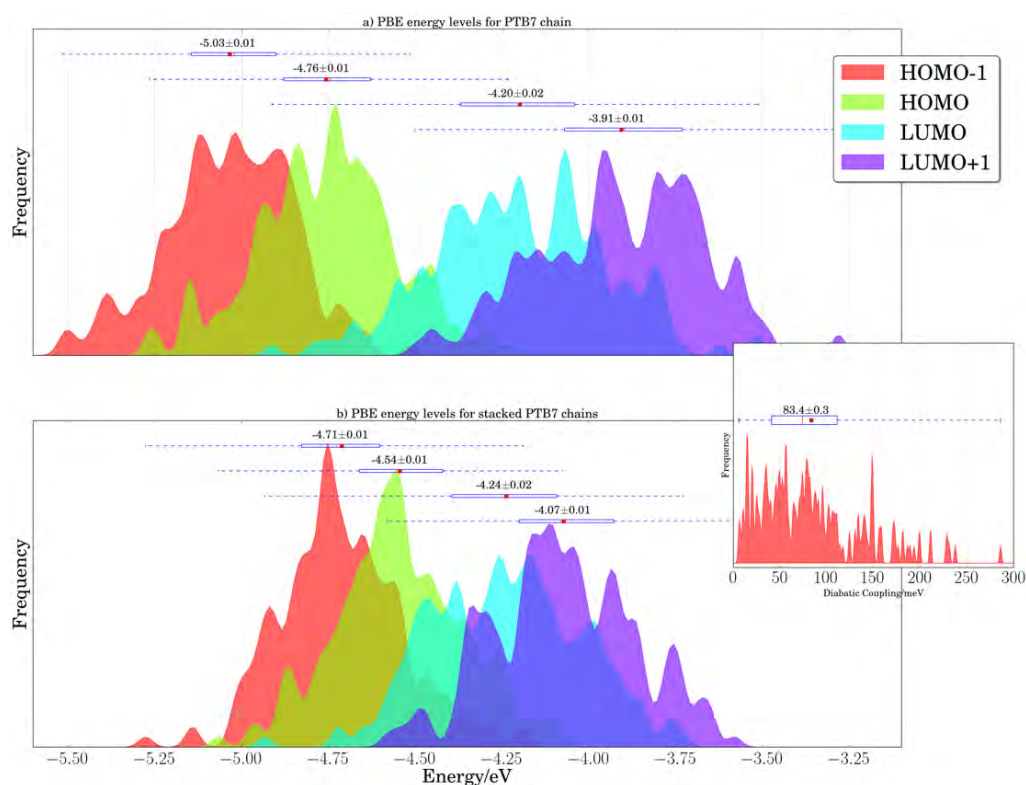 a) PBE energy levels for PTB7 chain
-5.03±0.01
-4.76±0.01
-4.20±0.02
-3.91±0.01
HOMO-1
HOMO
LUMO
LUMO+1
Frequency
b) PBE energy levels for stacked PTB7 chains
-4.71±0.01
-4.54±0.01
-4.24±0.02
-4.07±0.01
Frequency
−5.50 −5.25 −5.00 −4.75 −4.50 −4.25 −4.00 −3.75 −3.50 −3.25
Energy/eV
83.4±0.3
Frequency
0 50 100 150 200 250 300
Diabatic Coupling/meV